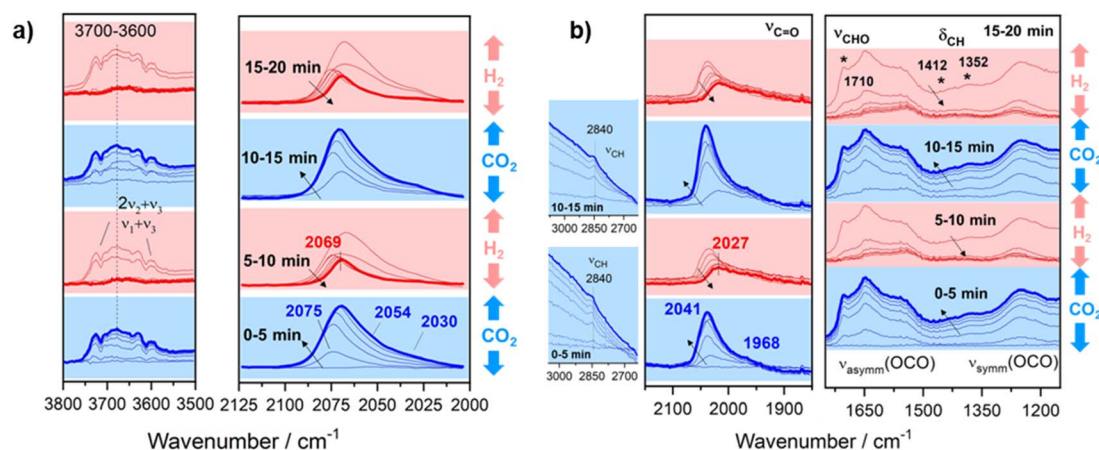 a)
3700-3600
2ν₂+ν₃
ν₁+ν₃
3800 3700 3600 3500
15-20 min
10-15 min
2069
5-10 min
2075
2054
2030
0-5 min
2125 2100 2075 2050 2025 2000
H₂
CO₂
H₂
CO₂
Wavenumber / cm⁻¹
b)
2840
νCH
10-15 min
3000 2850 2700
νCH
2840
0-5 min
3000 2850 2700
νC=O
2027
2041
1968
2100 2000 1900
νCHO
δCH
15-20 min
* 1412 1352
1710 * *
10-15 min
5-10 min
0-5 min
νasymm(OCO) νsymm(OCO)
1650 1500 1350 1200
H₂
CO₂
H₂
CO₂
Wavenumber / cm⁻¹